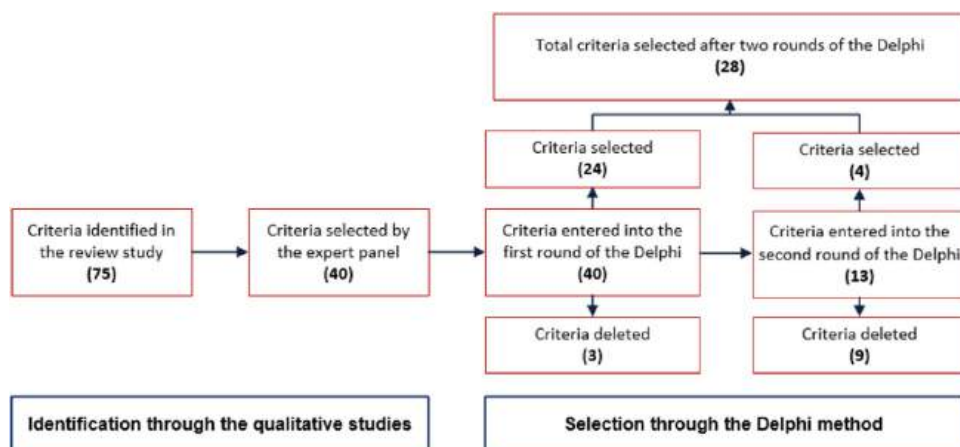 Total criteria selected after two rounds of the Delphi
(28)
Criteria selected
(24)
Criteria selected
(4)
Criteria identified in
the review study
(75)
Criteria selected by
the expert panel
(40)
Criteria entered into
the first round of the Delphi
(40)
Criteria entered into the
second round of the Delphi
(13)
Criteria deleted
(3)
Criteria deleted
(9)
Identification through the qualitative studies
Selection through the Delphi method